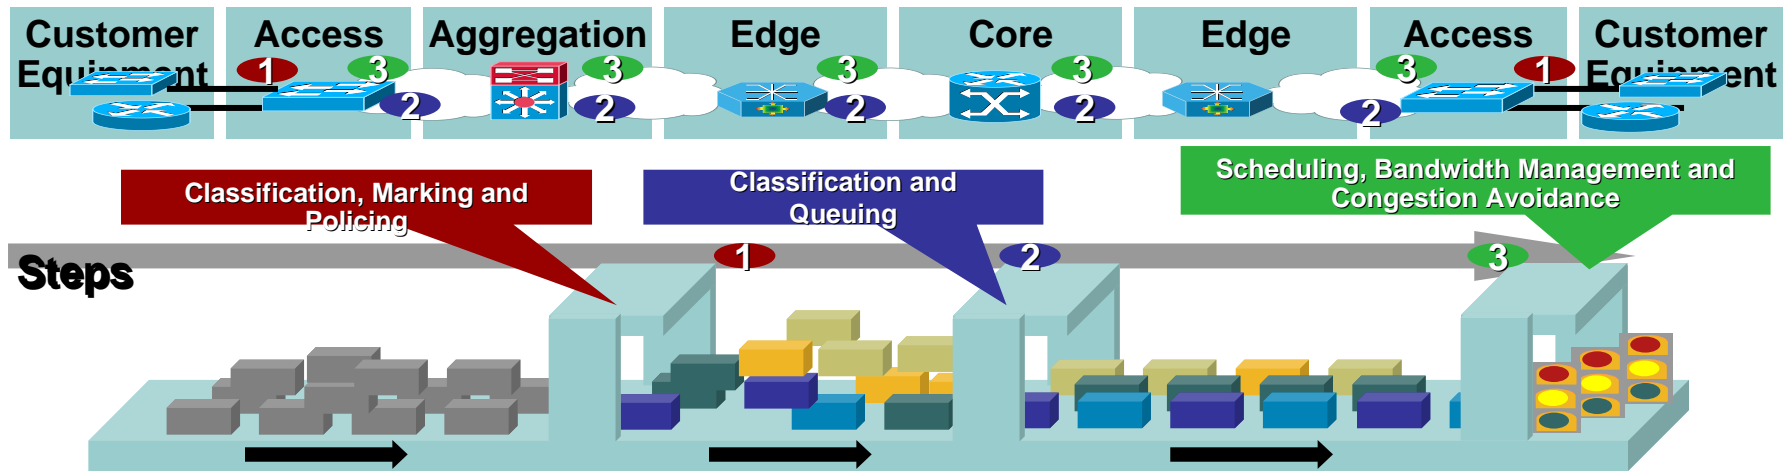 Customer Equipment
Access
Aggregation
Edge
Core
Edge
Access
Customer Equipment
1
3
2
3
2
3
2
3
2
3
2
1
Classification, Marking and
Policing
Classification and
Queuing
Scheduling, Bandwidth Management and
Congestion Avoidance
Steps
1
2
3